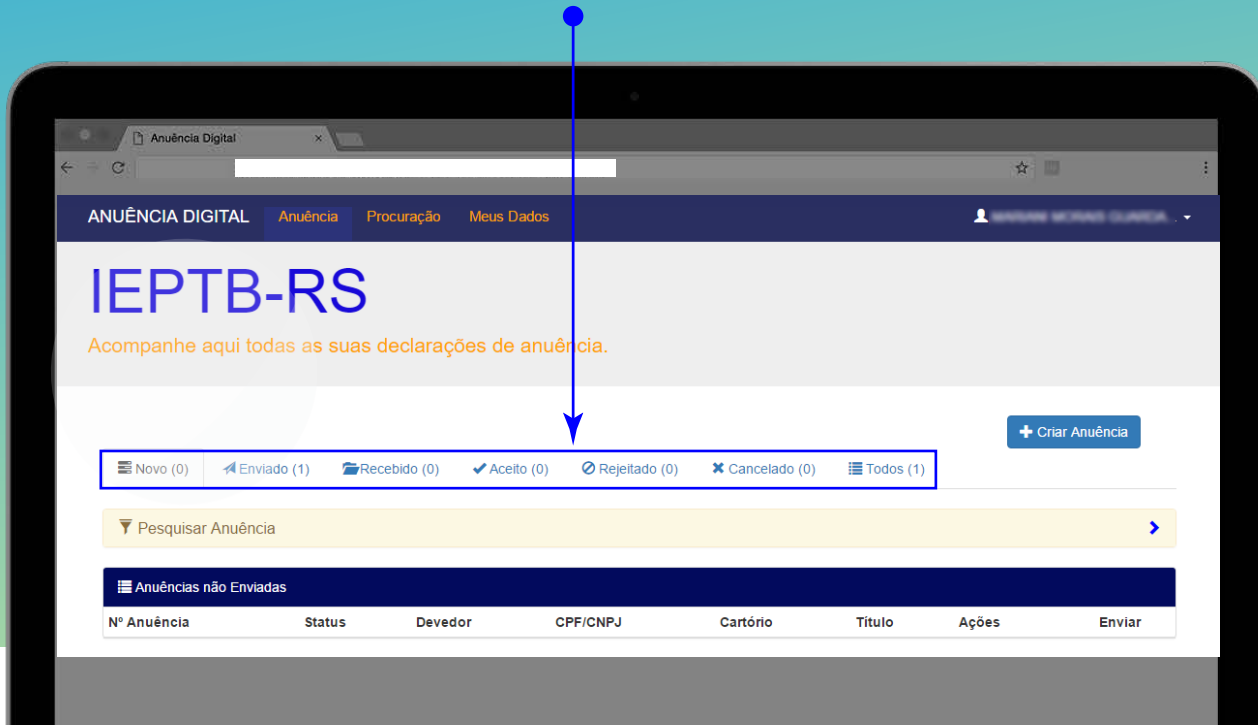 Anuência Digital
ANUÊNCIA DIGITAL Anuência Procuração Meus Dados
IEPTB-RS
Acompanhe aqui todas as suas declarações de anuência.
Criar Anuência
Novo (0) Enviado (1) Recebido (0) Aceito (0) Rejeitado (0) Cancelado (0) Todos (1)
Pesquisar Anuência
Anuências não Enviadas
Nº Anuência Status Devedor CPF/CNPJ Cartório Título Ações Enviar